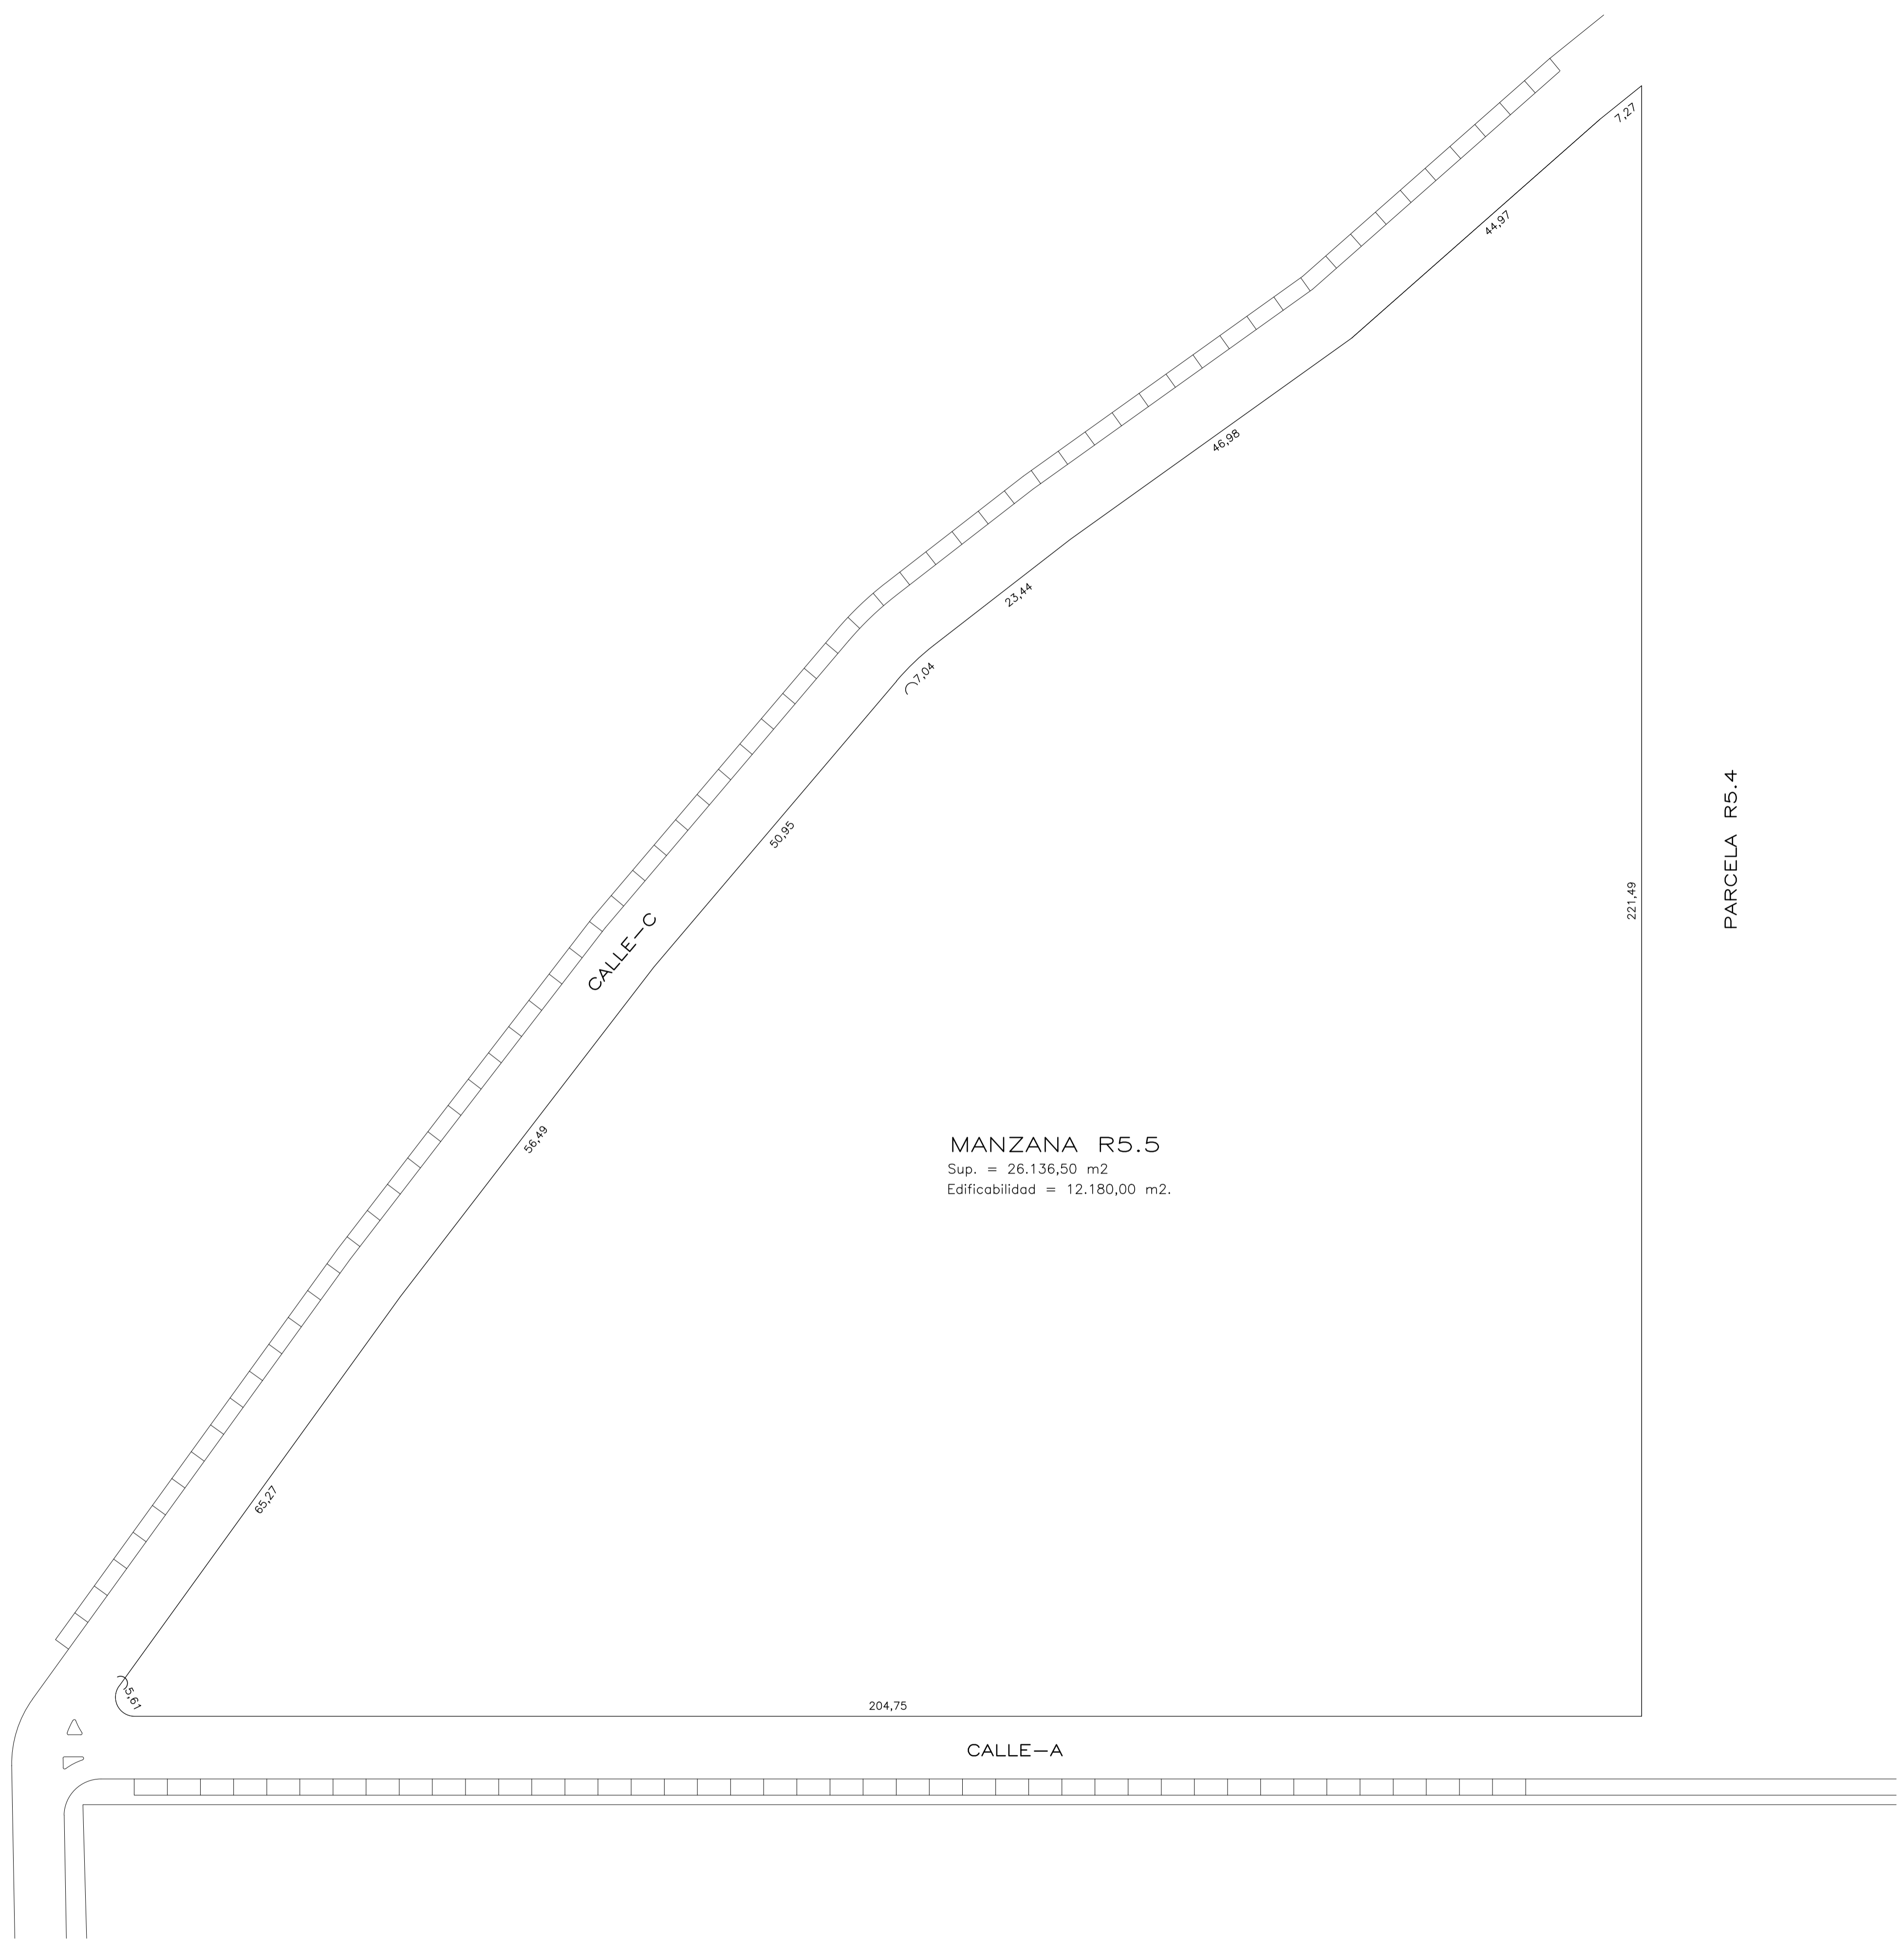 7,27
44,97
46,98
23,44
7,04
50,95
PARCELA R5.4
221,49
CALLE-C
56,49
MANZANA R5.5
Sup. = 26.136,50 m2
Edificabilidad = 12.180,00 m2.
65,27
5,61
204,75
CALLE-A